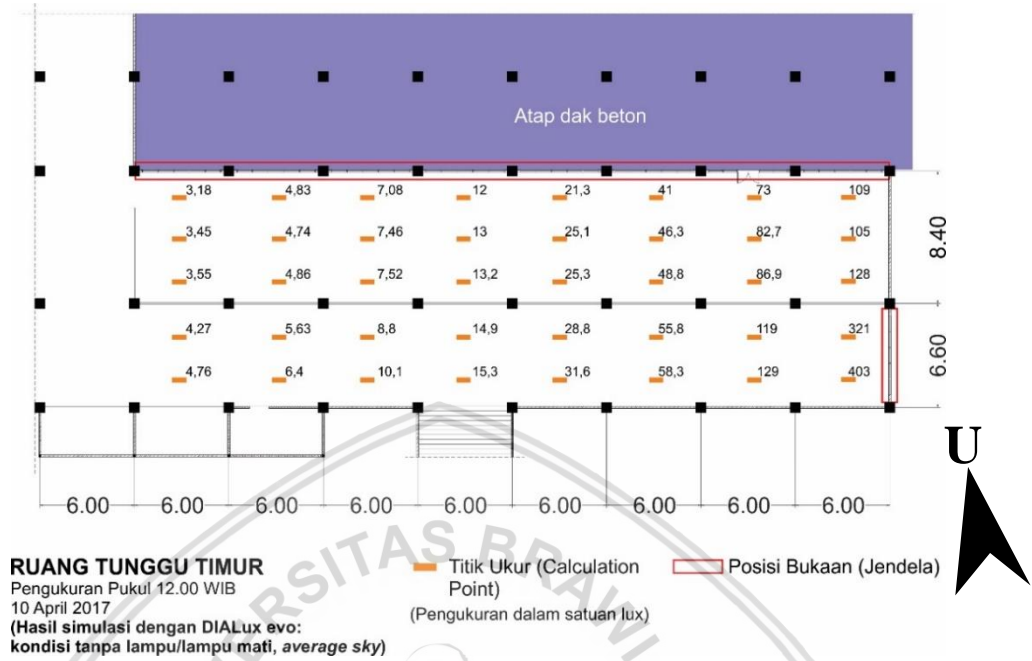 Atap dak beton
3,18 4,83 7,08 12 21,3 41 73 109
3,45 4,74 7,46 13 25,1 46,3 82,7 105
3,55 4,86 7,52 13,2 25,3 48,8 86,9 128
8.40
4,27 5,63 8,8 14,9 28,8 55,8 119 321
4,76 6,4 10,1 15,3 31,6 58,3 129 403
6.60
U
6.00 6.00 6.00 6.00 6.00 6.00 6.00 6.00 6.00
RUANG TUNGGU TIMUR
Pengukuran Pukul 12.00 WIB
10 April 2017
(Hasil simulasi dengan DIALux evo:
kondisi tanpa lampu/lampu mati, average sky)
Titik Ukur (Calculation
Point)
(Pengukuran dalam satuan lux)
Posisi Bukaan (Jendela)
ERSITAS BRAWI